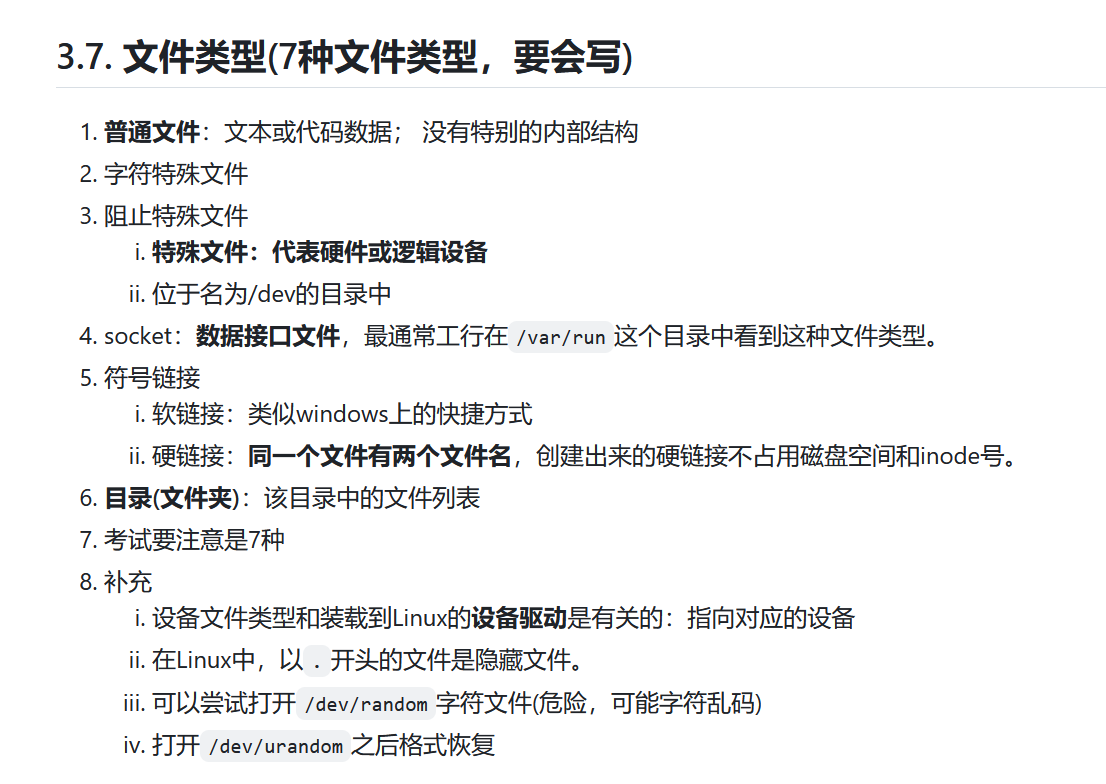 3.7. 文件类型(7种文件类型，要会写)
1. 普通文件：文本或代码数据； 没有特别的内部结构
2. 字符特殊文件
3. 阻止特殊文件
i. 特殊文件：代表硬件或逻辑设备
ii. 位于名为/dev的目录中
4. socket：数据接口文件，最通常工行在 /var/run 这个目录中看到这种文件类型。
5. 符号链接
i. 软链接：类似windows上的快捷方式
ii. 硬链接：同一个文件有两个文件名，创建出来的硬链接不占用磁盘空间和inode号。
6. 目录(文件夹)：该目录中的文件列表
7. 考试要注意是7种
8. 补充
i. 设备文件类型和装载到Linux的设备驱动是有关的：指向对应的设备
ii. 在Linux中，以 . 开头的文件是隐藏文件。
iii. 可以尝试打开 /dev/random 字符文件(危险，可能字符乱码)
iv. 打开 /dev/urandom 之后格式恢复